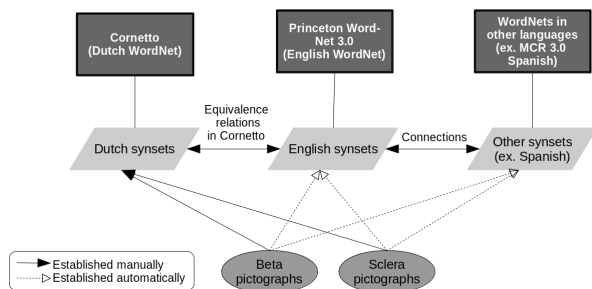 Cornetto
(Dutch WordNet)
Princeton Word-
Net 3.0
(English WordNet)
WordNets in
other languages
(ex. MCR 3.0
Spanish)
Equivalence
relations
in Cornetto
Connections
Dutch synsets
English synsets
Other synsets
(ex. Spanish)
Beta
pictographs
Sclera
pictographs
Established manually
Established automatically